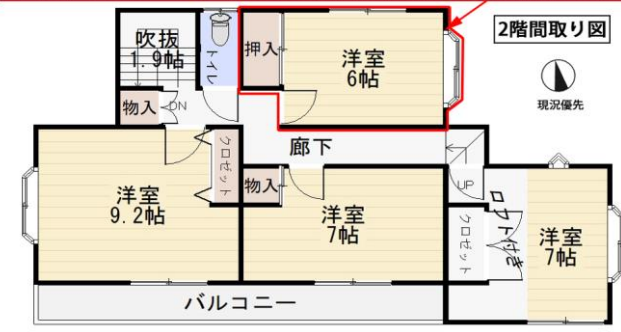 2階間取り図
現況優先
吹抜
1.9帖
トイレ
押入
洋室
6帖
物入
DN
廊下
洋室
9.2帖
クロゼット
物入
洋室
7帖
UP
クロゼット
ロフト付き
洋室
7帖
バルコニー